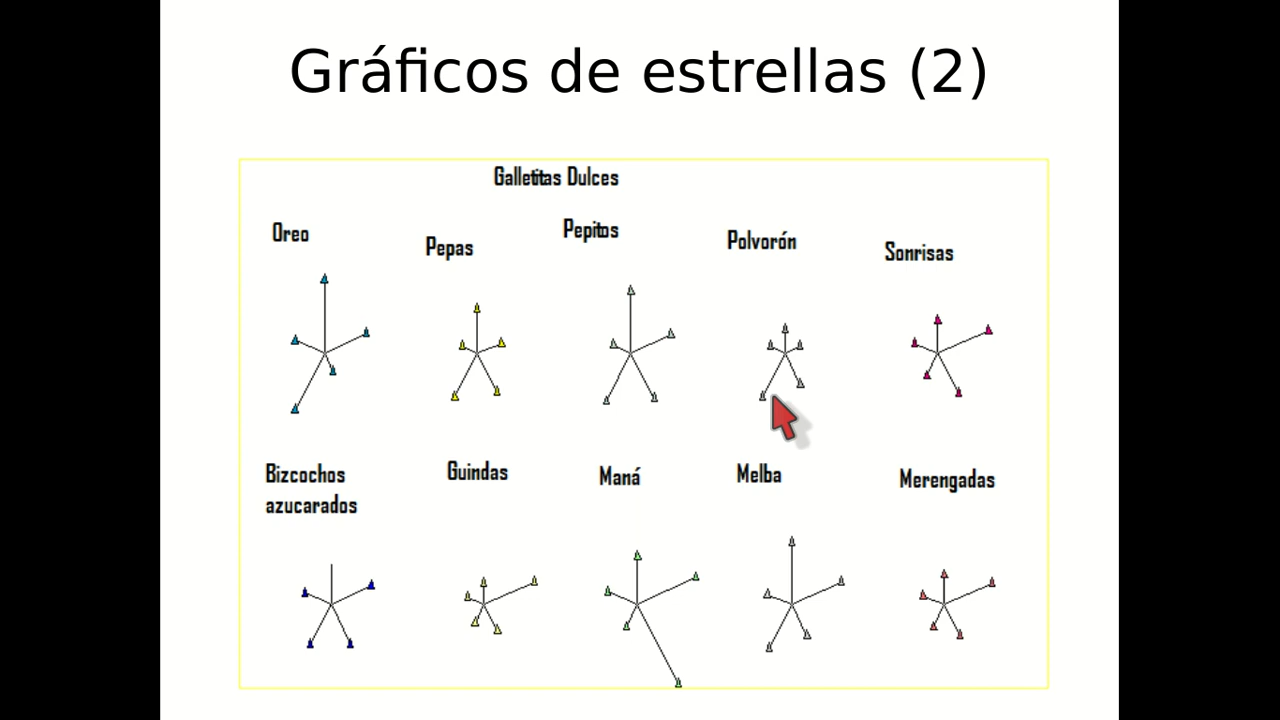 Gráficos de estrellas (2)
Galletitas Dulces
Oreo
Pepas
Pepitos
Polvorón
Sonrisas
Bizcochos
azucarados
Guindas
Maná
Melba
Merengadas